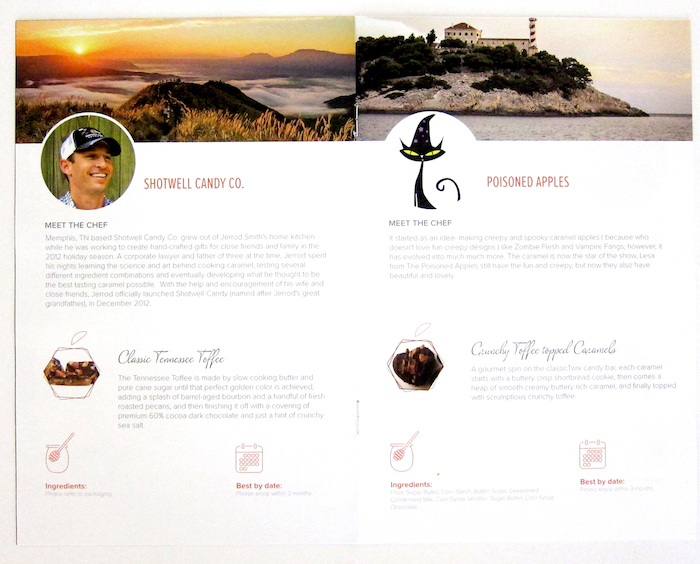 SHOTWELL CANDY CO.
MEET THE CHEF
Memphis, TN based Shotwell Candy Co. grew out of Jerrod Smith's home kitchen
while he was working to create hand-crafted gifts for close friends and family in the
2012 holiday season. A corporate lawyer and father of three at the time, Jerrod spent
his nights learning the science and art behind cooking caramel, tasting several
different ingredient combinations and eventually developing what he thought to be
the best tasting caramel possible. With the help and encouragement of his wife and
close friends, Jerrod officially launched Shotwell Candy (named after Jerrod's great
grandfather), in December 2012.
Classic Tennessee Toffee
The Tennessee Toffee is made by slow cooking butter and
pure cane sugar until that perfect golden color is achieved,
adding a splash of barrel-aged bourbon and a handful of fresh
roasted pecans, and then finishing it off with a covering of
premium 60% cocoa dark chocolate and just a hint of crunchy
sea salt.
Ingredients:
Please refer to packaging.
Best by date:
Please enjoy within 2 months.
POISONED APPLES
MEET THE CHEF
It started as an idea: making creepy and spooky caramel apples ( because who
doesn't love fun creepy designs ) like Zombie Flesh and Vampire Fangs; however, it
has evolved into much much more. The caramel is now the star of the show, Lesa
from The Poisoned Apples still have the fun and creepy, but now they also have
beautiful and lovely.
Crunchy Toffee topped Caramels
A gourmet spin on the classicTwix candy bar, each caramel
starts with a buttery crisp shortbread cookie, then comes a
heap of smooth creamy buttery rich caramel, and finally topped
with scrumptious crunchy toffee.
Ingredients:
Butter, Corn Starch, Butter, Sugar, Sweetened
Condensed Milk, Corn Syrup, Sugar, Butter, Corn Syrup,
Chocolate
Best by date:
Please enjoy within 3 months.